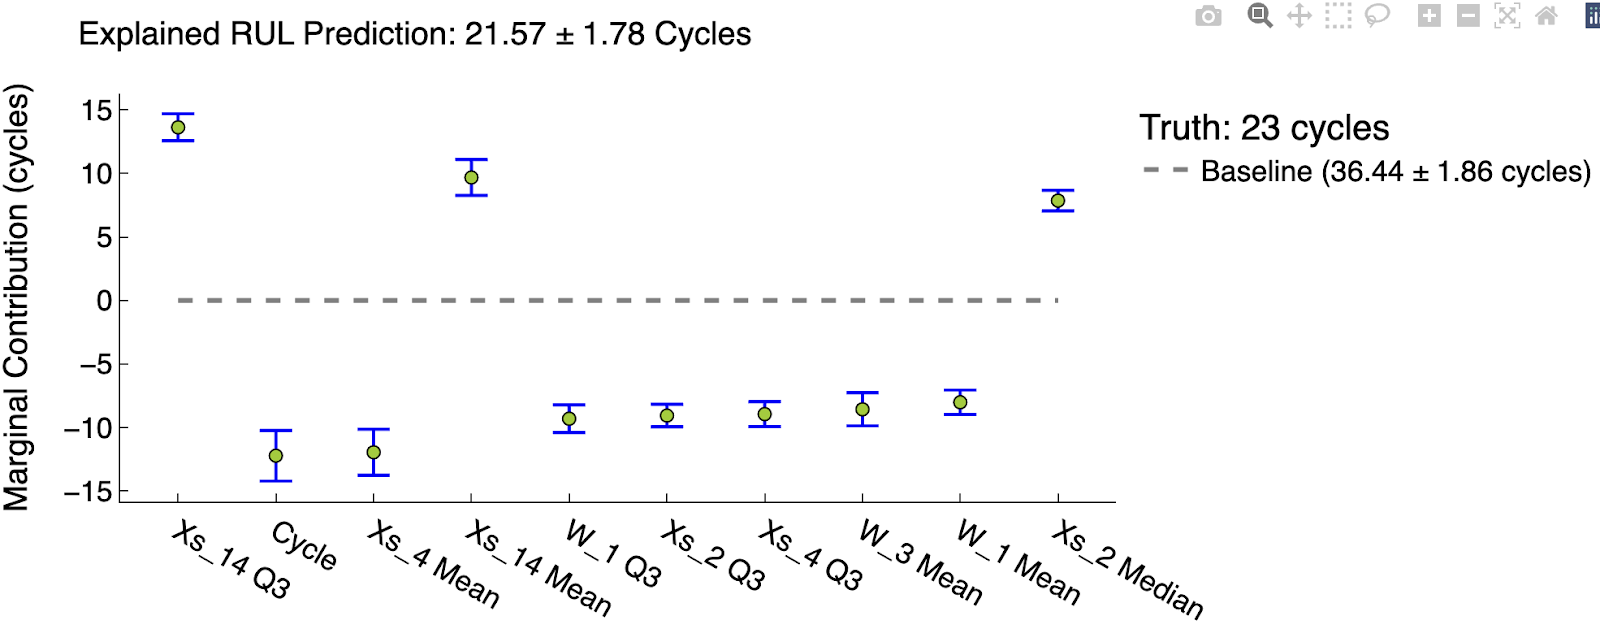 Explained RUL Prediction: 21.57 ± 1.78 Cycles
Marginal Contribution (cycles)
15
10
5
0
−5
−10
−15
Xs_14 Q3
Cycle
Xs_4 Mean
Xs_14 Mean
W_1 Q3
Xs_2 Q3
Xs_4 Q3
W_3 Mean
W_1 Mean
Xs_2 Median
Truth: 23 cycles
Baseline (36.44 ± 1.86 cycles)